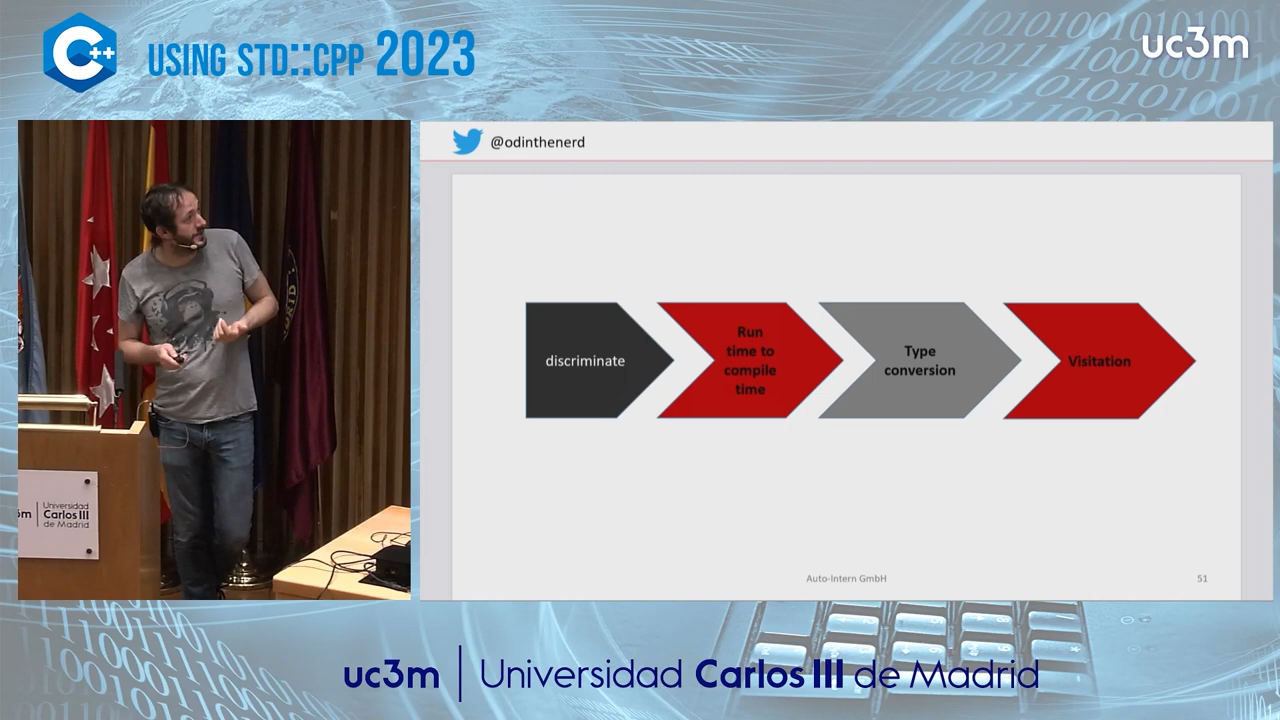 C++
USING STD::CPP 2023
uc3m
@odinthenerd
discriminate
Run
time to
compile
time
Type
conversion
Visitation
Auto-Intern GmbH
51
Universidad
Carlos III
de Madrid
uc3m | Universidad Carlos III de Madrid